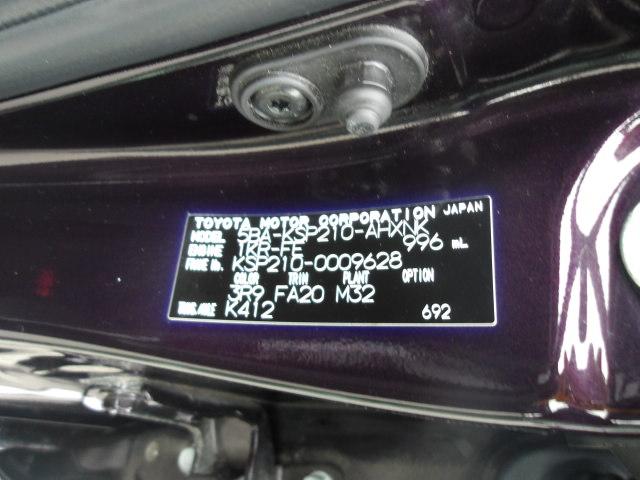 TOYOTA MOTOR CORPORATION JAPAN
MODEL 5BA-KSP210-AHXNK
ENGINE 1KR-FE 996 mL
FRAME No. KSP210-0009628
COLOR TRIM PLANT OPTION
3R9 FA20 M32
TRANS./AXLE K412 692